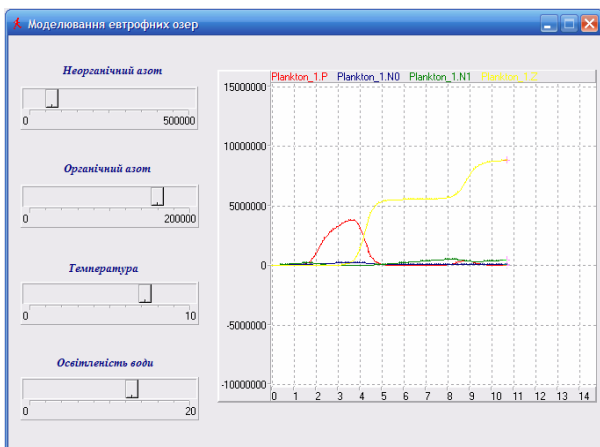 Моделювання евтрофних озер
Неорганічний азот
0 500000
Органічний азот
0 200000
Температура
0 10
Освітленість води
0 20
Plankton_1.P Plankton_1.N0 Plankton_1.N1 Plankton_1.Z
15000000
10000000
5000000
0
-5000000
-10000000
0 1 2 3 4 5 6 7 8 9 10 11 12 13 14